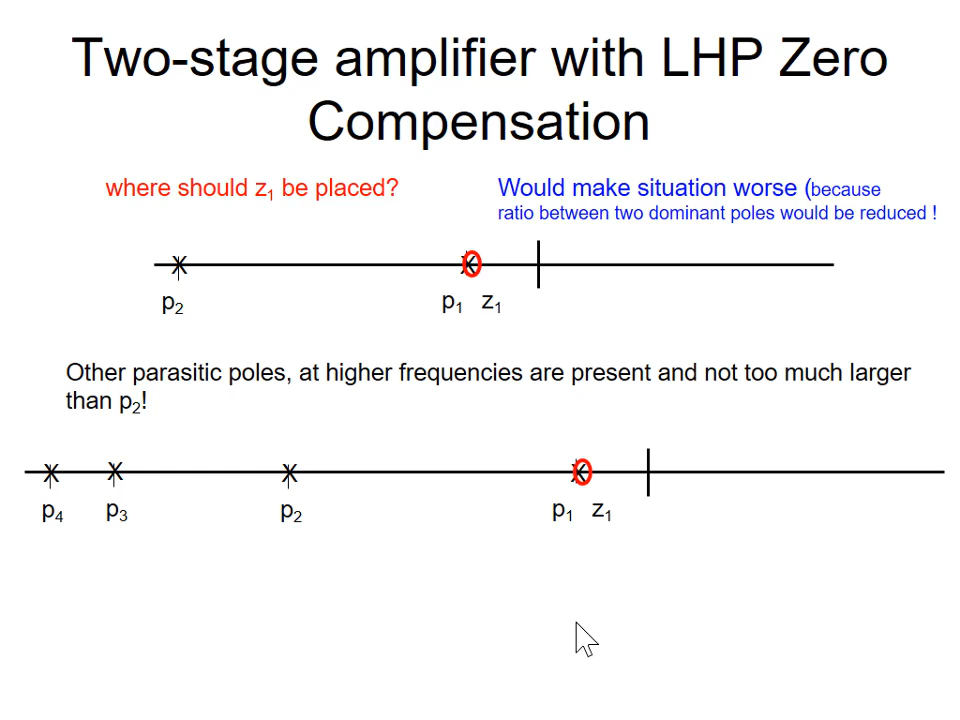 Two-stage amplifier with LHP Zero
Compensation
where should z₁ be placed?
Would make situation worse (because
ratio between two dominant poles would be reduced !
p₂
p₁ z₁
Other parasitic poles, at higher frequencies are present and not too much larger
than p₂!
p₄ p₃ p₂ p₁ z₁